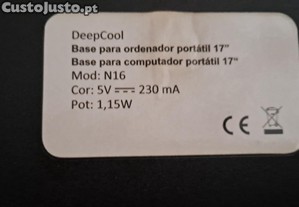 CustoJusto.pt
DeepCool
Base para ordenador portátil 17"
Base para computador portátil 17"
Mod: N16
Cor: 5V⎓ 230 mA
Pot: 1,15W
CE